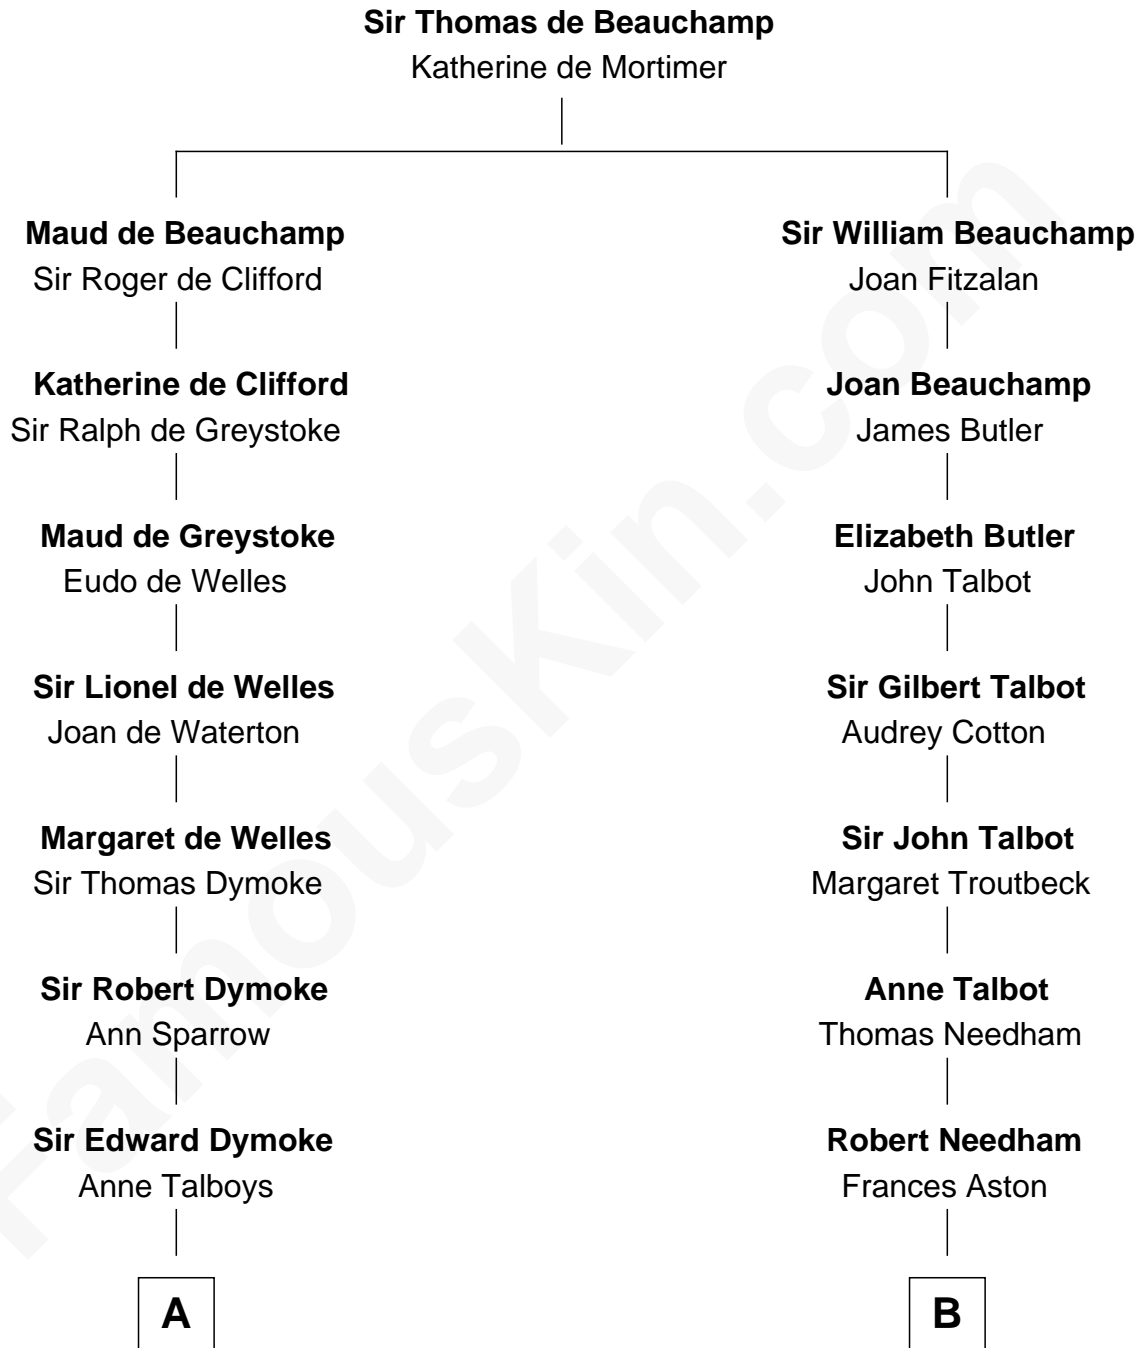 Sir Thomas de Beauchamp
Katherine de Mortimer
Maud de Beauchamp
Sir Roger de Clifford
Katherine de Clifford
Sir Ralph de Greystoke
Maud de Greystoke
Eudo de Welles
Sir Lionel de Welles
Joan de Waterton
Margaret de Welles
Sir Thomas Dymoke
Sir Robert Dymoke
Ann Sparrow
Sir Edward Dymoke
Anne Talboys
A
Sir William Beauchamp
Joan Fitzalan
Joan Beauchamp
James Butler
Elizabeth Butler
John Talbot
Sir Gilbert Talbot
Audrey Cotton
Sir John Talbot
Margaret Troutbeck
Anne Talbot
Thomas Needham
Robert Needham
Frances Aston
B
FamousKin.com